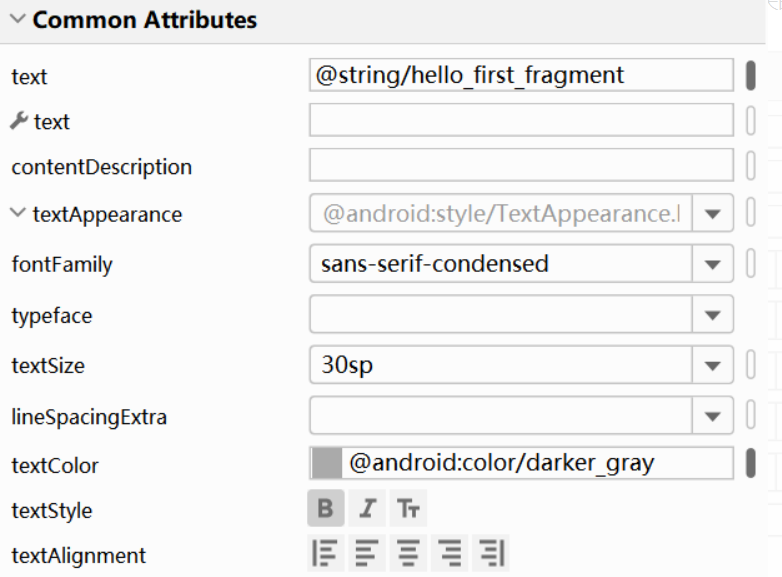 Common Attributes
text @string/hello_first_fragment
text
contentDescription
textAppearance @android:style/TextAppearance.
fontFamily sans-serif-condensed
typeface
textSize 30sp
lineSpacingExtra
textColor @android:color/darker_gray
textStyle B I Tt
textAlignment